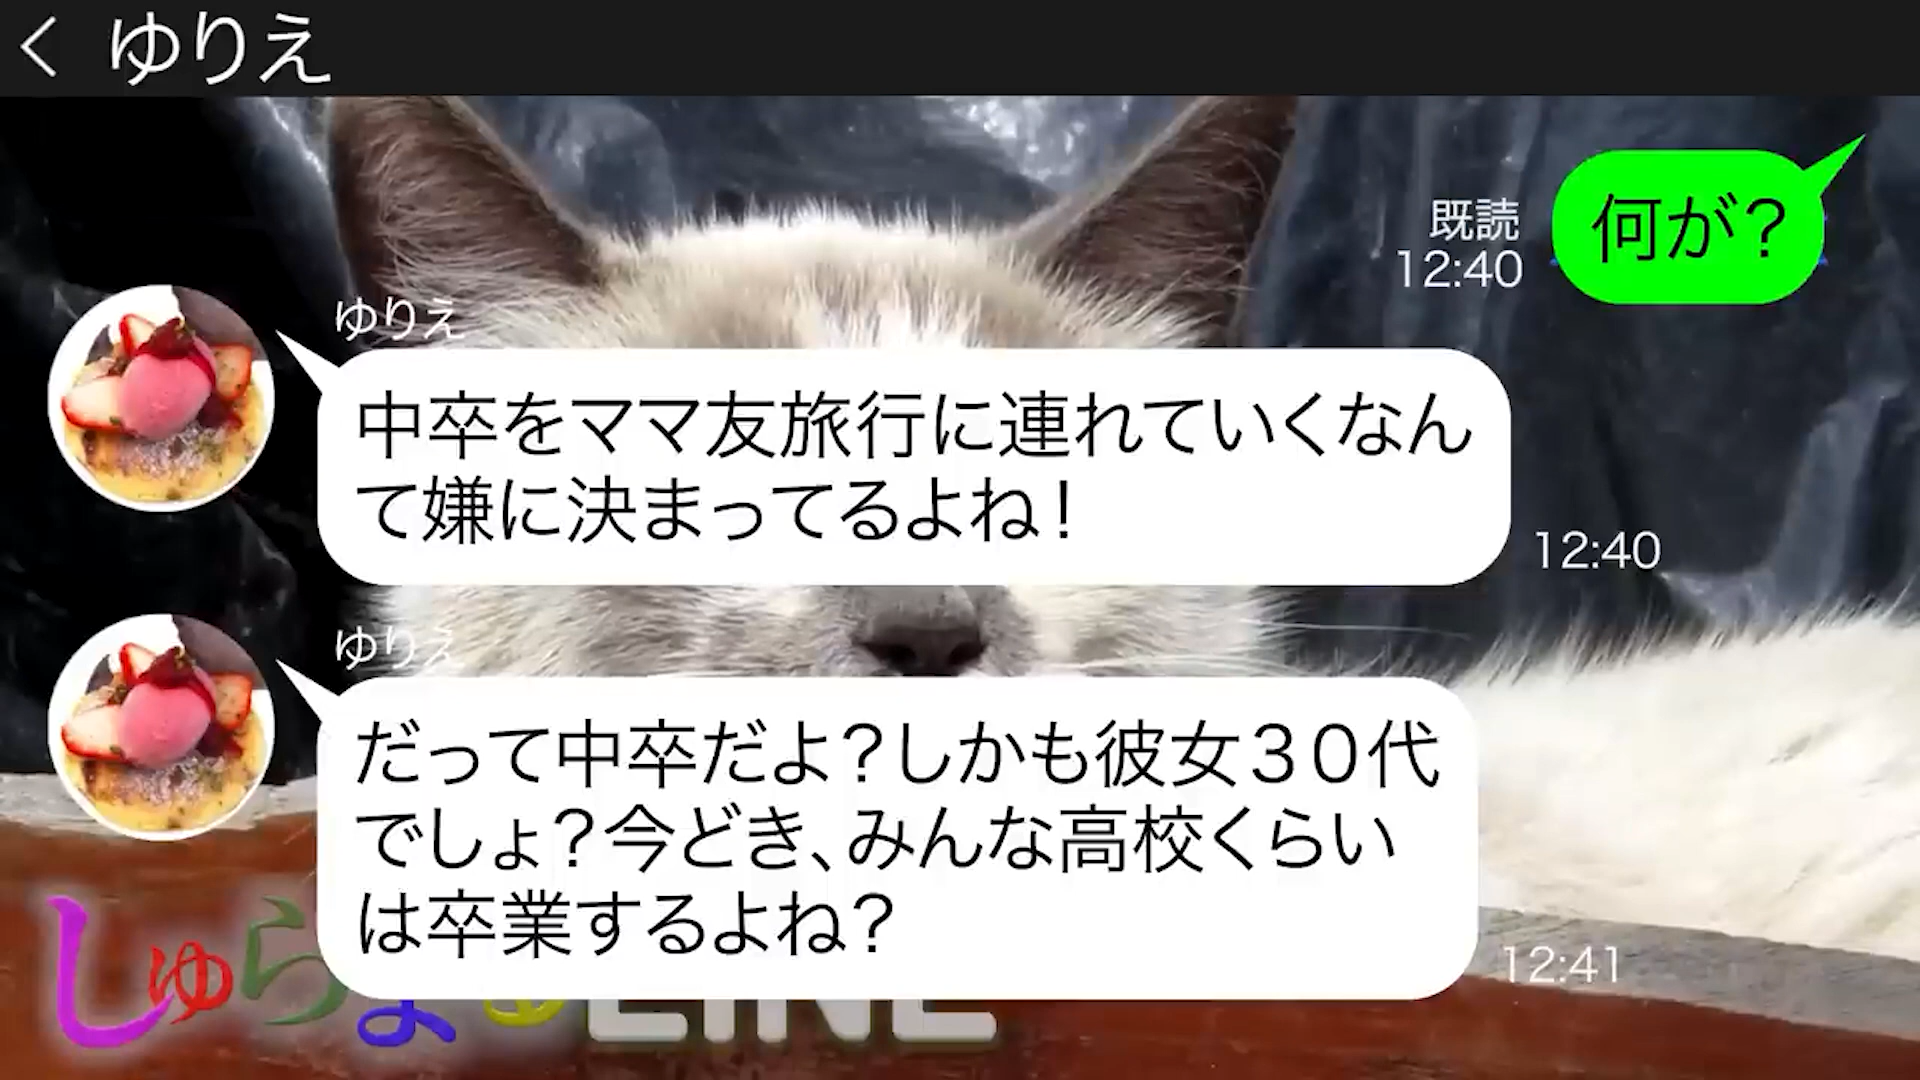 ゆりえ
何が?
既読
12:40
ゆりえ
中卒をママ友旅行に連れていくなん
て嫌に決まってるよね!
12:40
ゆりえ
だって中卒だよ?しかも彼女30代
でしょ?今どき、みんな高校くらい
は卒業するよね?
12:41
しゅら
LINE